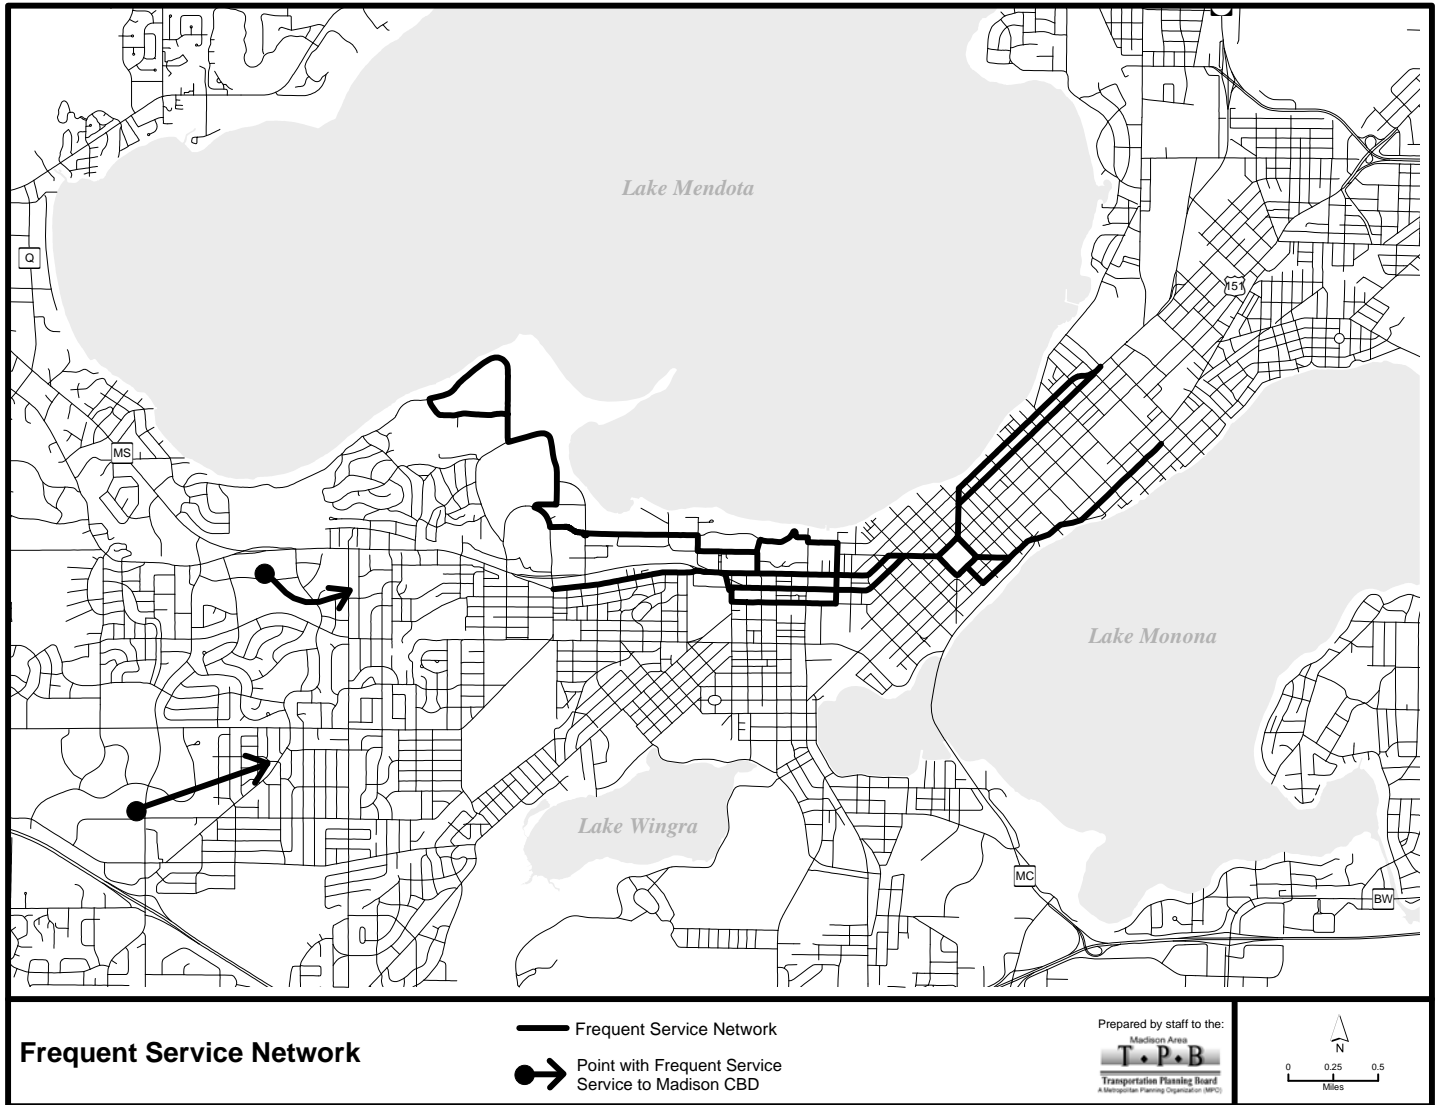 Lake Mendota
Q
151
MS
Lake Monona
Lake Wingra
MC
BW
Frequent Service Network
Frequent Service Network
Point with Frequent Service
Service to Madison CBD
Prepared by staff to the:
Madison Area
T • P • B
Transportation Planning Board
A Metropolitan Planning Organization (MPO)
N
0 0.25 0.5
Miles